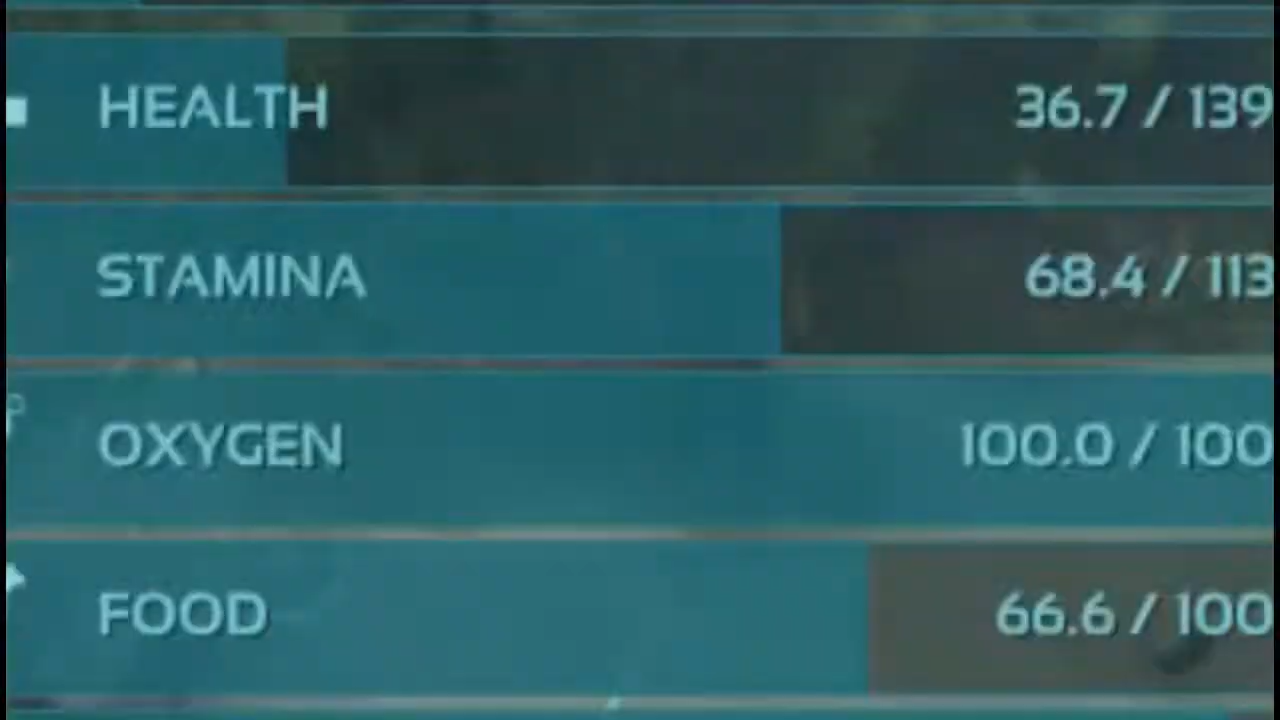 HEALTH 36.7 / 139
STAMINA 68.4 / 113
OXYGEN 100.0 / 100
FOOD 66.6 / 100